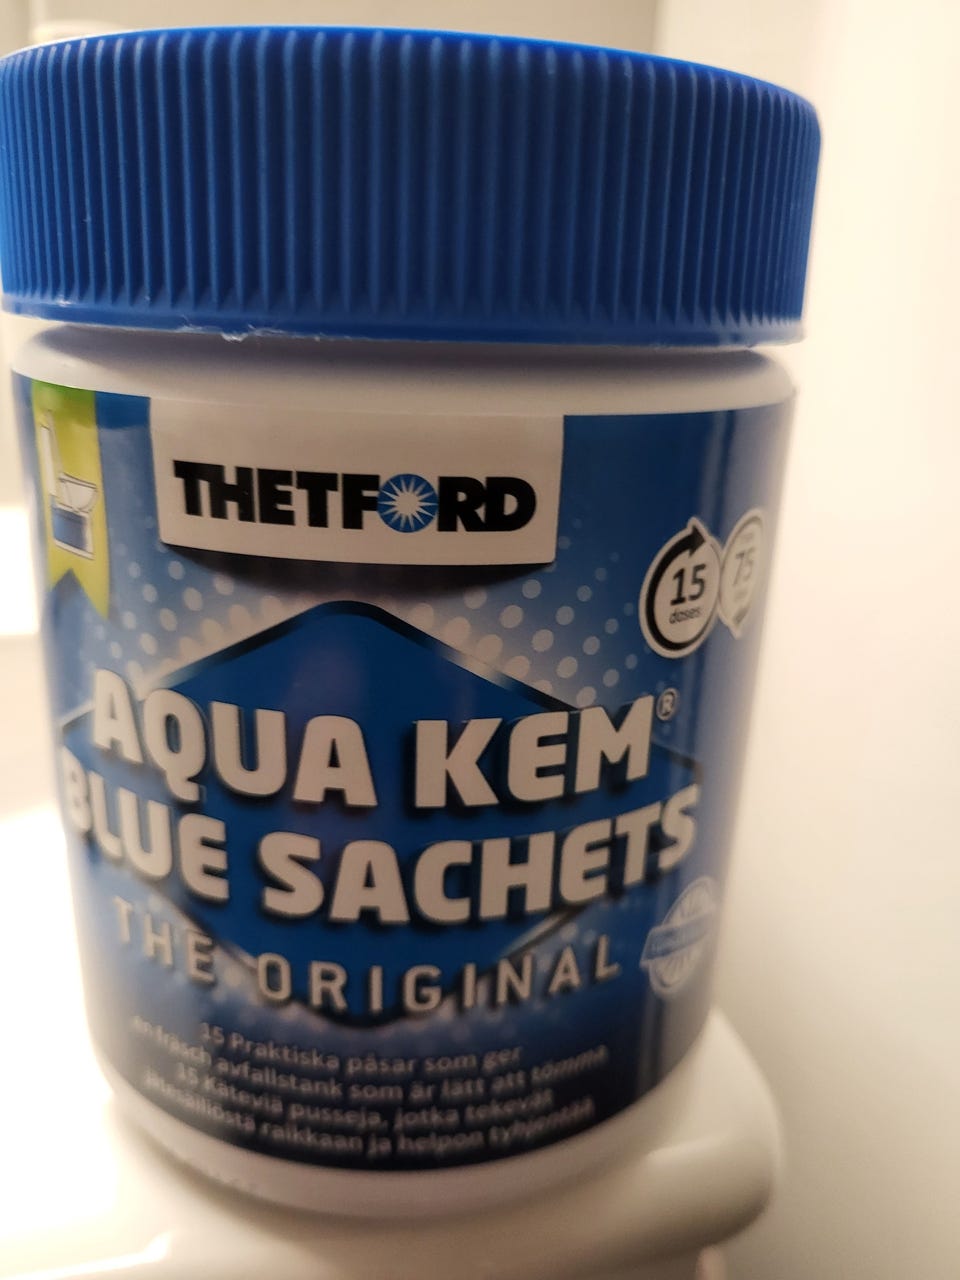 THETFORD
15
doses
75
AQUA KEM®
BLUE SACHETS
THE ORIGINAL
15 Praktiska påsar som ger
en fräsch avfallstank som är lätt att tömma
15 Käteviä pusseja, jotka tekevät
jätesäiliöstä raikkaan ja helpon tyhjentää